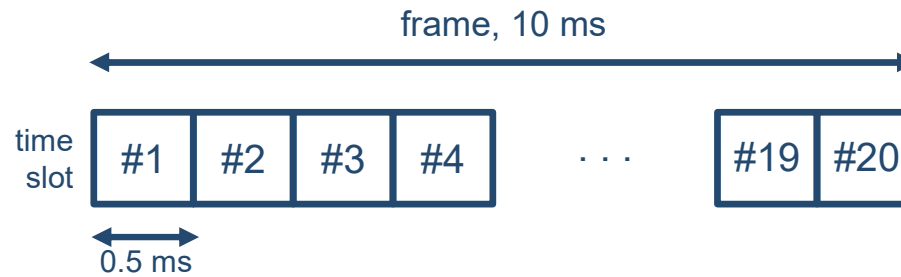 frame, 10 ms
time
slot
#1 #2 #3 #4 . . . #19 #20
0.5 ms